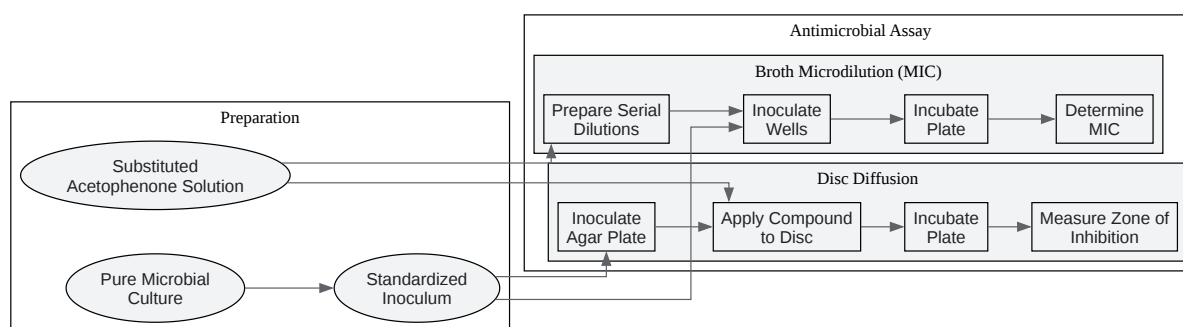 Preparation
Substituted
Acetophenone Solution
Pure Microbial
Culture
Standardized
Inoculum
Antimicrobial Assay
Broth Microdilution (MIC)
Prepare Serial
Dilutions
Inoculate
Wells
Incubate
Plate
Determine
MIC
Disc Diffusion
Inoculate
Agar Plate
Apply Compound
to Disc
Incubate
Plate
Measure Zone of
Inhibition